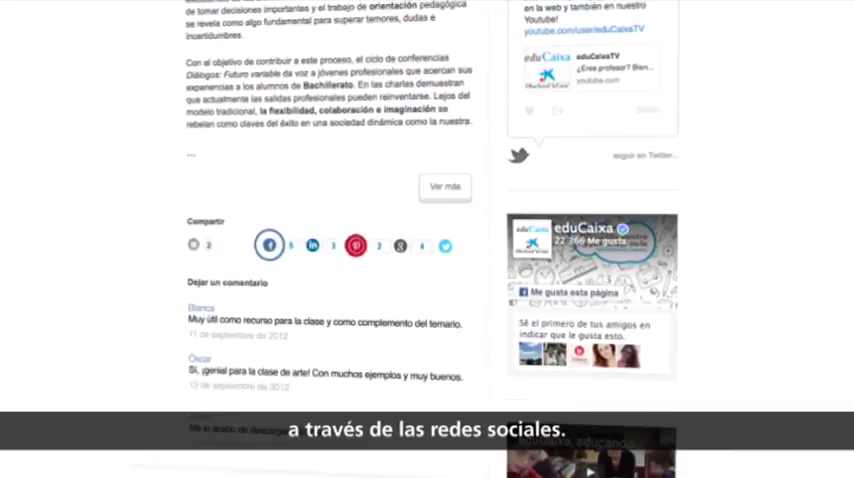 de tomar decisiones importantes y el trabajo de orientación pedagógica
se revela como algo fundamental para superar temores, dudas e
incertidumbres.
Con el objetivo de contribuir a este proceso, el ciclo de conferencias
Diálogos: Futuro variable da voz a jóvenes profesionales que acercan sus
experiencias a los alumnos de Bachillerato. En las charlas demuestran
que actualmente las salidas profesionales pueden reinventarse. Lejos del
modelo tradicional, la flexibilidad, colaboración e imaginación se
rebelan como claves del éxito en una sociedad dinámica como la nuestra.
...
Ver más
Compartir
2
5
3
2
4
Dejar un comentario
Blanca
Muy útil como recurso para la clase y como complemento del temario.
11 de septiembre de 2012
Óscar
Sí, ¡genial para la clase de arte! Con muchos ejemplos y muy buenos.
13 de septiembre de 2012
Me lo acabo de descargar
en la web y también en nuestro
Youtube!
youtube.com/user/eduCaixaTV
eduCaixa
eduCaixaTV
¿Eres profesor? Bien...
youtube.com
seguir en Twitter...
eduCaixa
eduCaixa
22 366 Me gusta
Me gusta esta página
Sé el primero de tus amigos en
indicar que le gusta esto.
eduCaixa, educando
a través de las redes sociales.